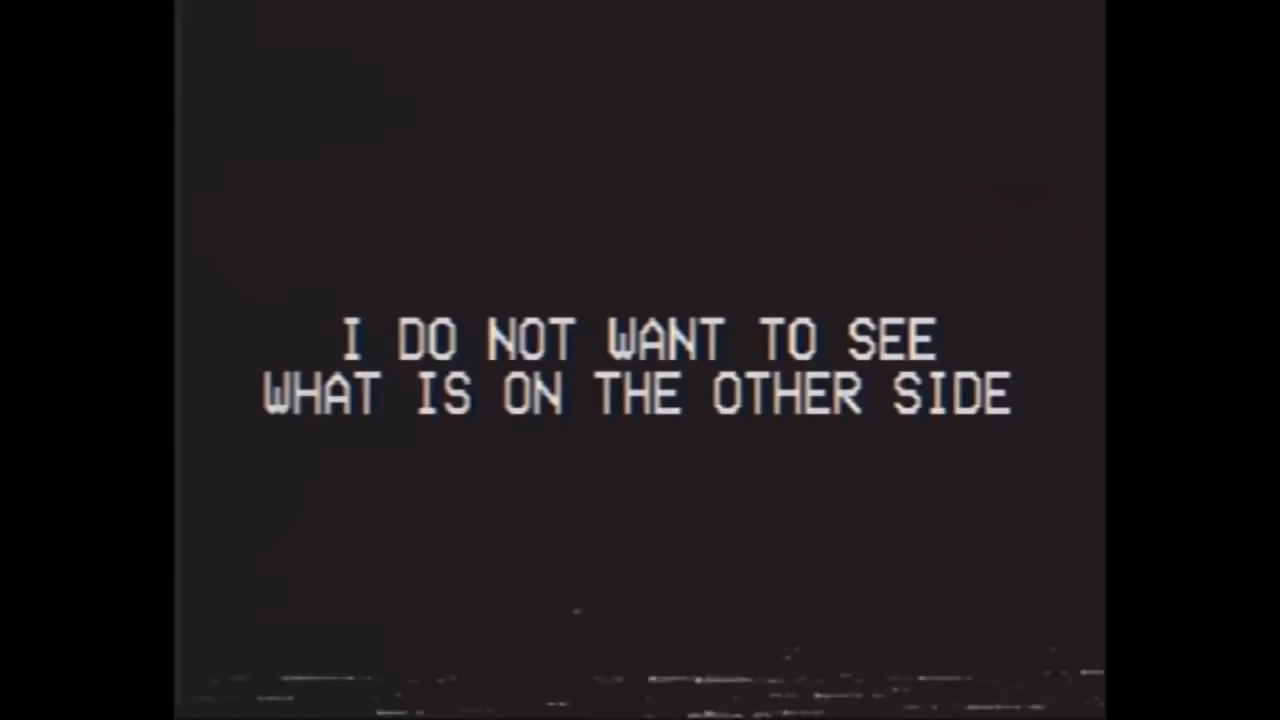 I DO NOT WANT TO SEE
WHAT IS ON THE OTHER SIDE